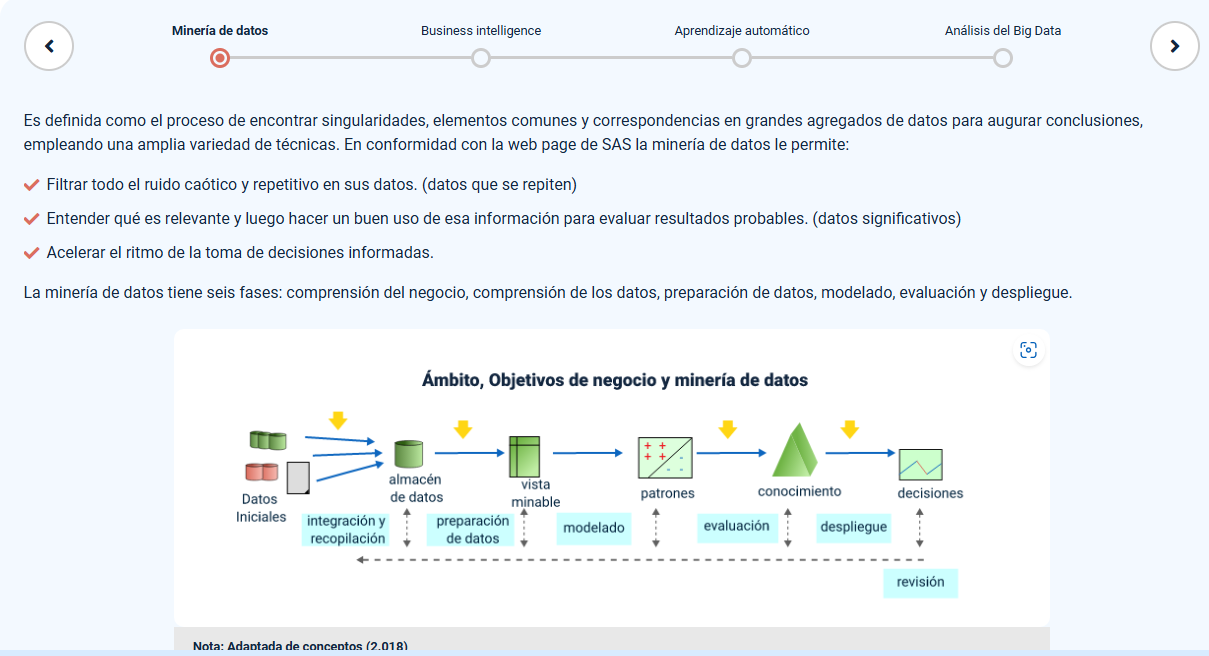 Minería de datos
Business intelligence
Aprendizaje automático
Análisis del Big Data
Es definida como el proceso de encontrar singularidades, elementos comunes y correspondencias en grandes agregados de datos para augurar conclusiones,
empleando una amplia variedad de técnicas. En conformidad con la web page de SAS la minería de datos le permite:
Filtrar todo el ruido caótico y repetitivo en sus datos. (datos que se repiten)
Entender qué es relevante y luego hacer un buen uso de esa información para evaluar resultados probables. (datos significativos)
Acelerar el ritmo de la toma de decisiones informadas.
La minería de datos tiene seis fases: comprensión del negocio, comprensión de los datos, preparación de datos, modelado, evaluación y despliegue.
Ámbito, Objetivos de negocio y minería de datos
Datos
Iniciales
almacén
de datos
vista
minable
patrones
conocimiento
decisiones
integración y
recopilación
preparación
de datos
modelado
evaluación
despliegue
revisión
Nota: Adaptada de conceptos (2.018)